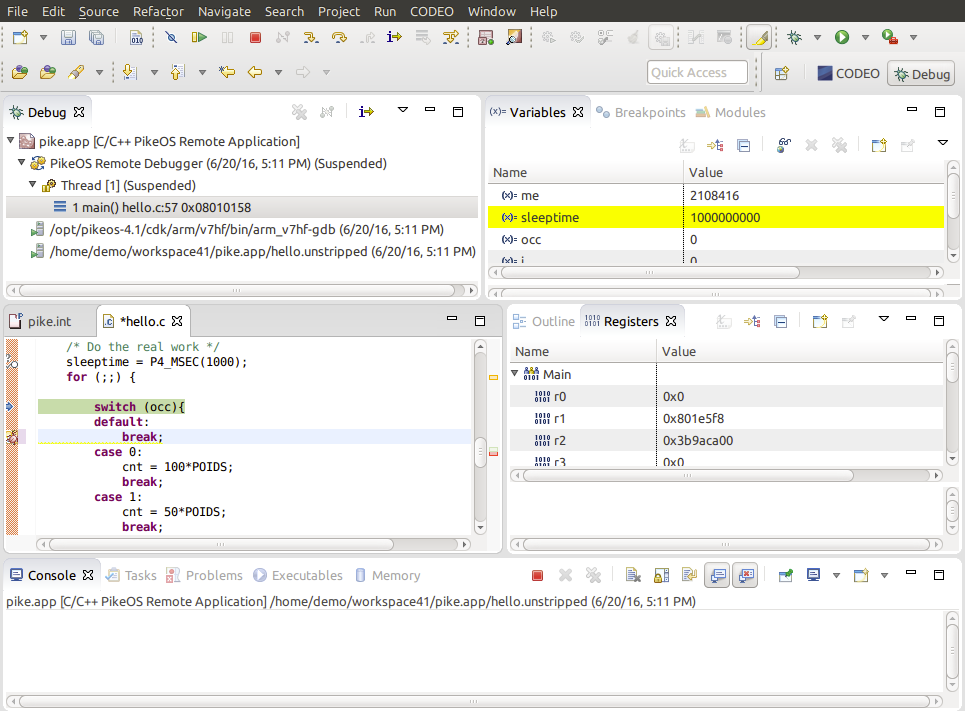 File Edit Source Refactor Navigate Search Project Run CODEO Window Help
Quick Access CODEO Debug
Debug
pike.app [C/C++ PikeOS Remote Application]
PikeOS Remote Debugger (6/20/16, 5:11 PM) (Suspended)
Thread [1] (Suspended)
1 main() hello.c:57 0x08010158
/opt/pikeos-4.1/cdk/arm/v7hf/bin/arm_v7hf-gdb (6/20/16, 5:11 PM)
/home/demo/workspace41/pike.app/hello.unstripped (6/20/16, 5:11 PM)
(x)= Variables Breakpoints Modules
Name Value
(x)= me 2108416
(x)= sleeptime 1000000000
(x)= occ 0
(x)= i 0
pike.int *hello.c
/* Do the real work */
sleeptime = P4_MSEC(1000);
for (;;) {
switch (occ){
default:
break;
case 0:
cnt = 100*POIDS;
break;
case 1:
cnt = 50*POIDS;
break;
Outline Registers
Name Value
Main
r0 0x0
r1 0x801e5f8
r2 0x3b9aca00
r3 0x0
Console Tasks Problems Executables Memory
pike.app [C/C++ PikeOS Remote Application] /home/demo/workspace41/pike.app/hello.unstripped (6/20/16, 5:11 PM)